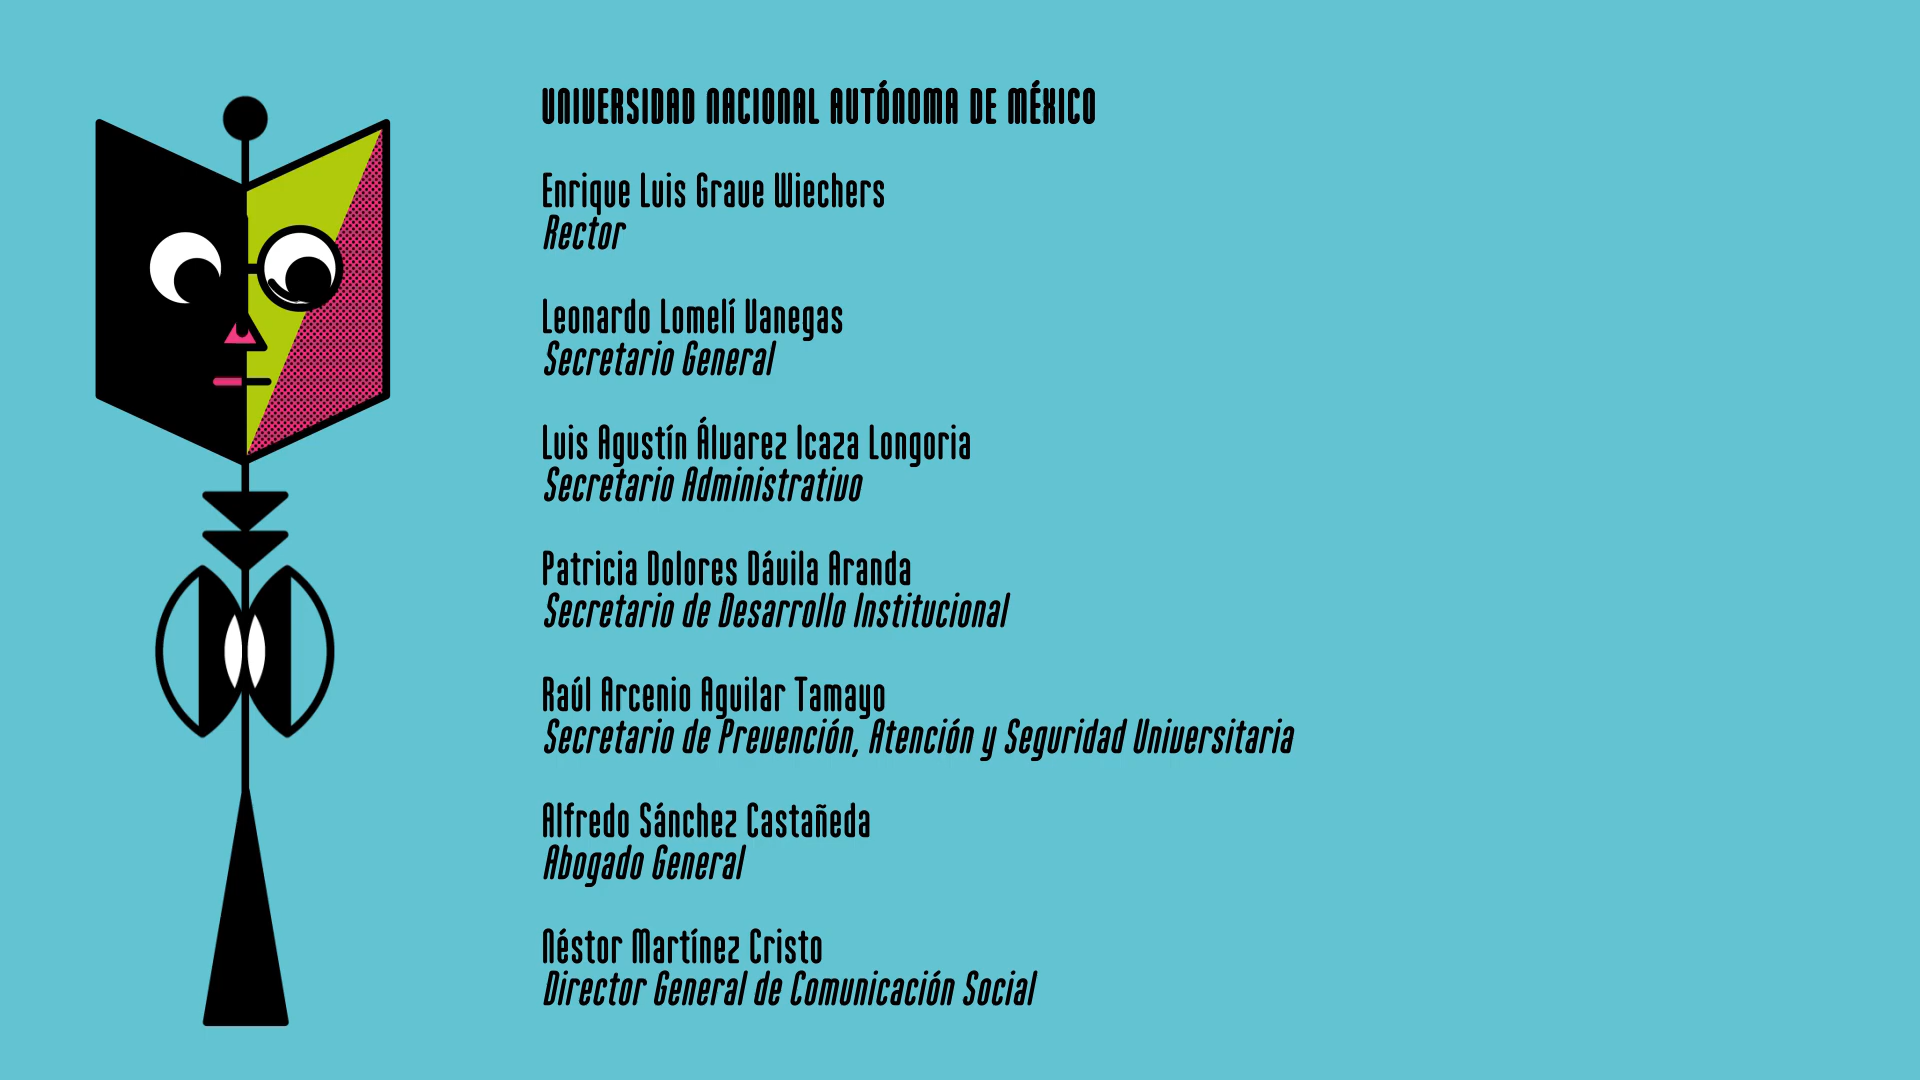 UNIVERSIDAD NACIONAL AUTÓNOMA DE MÉXICO
Enrique Luis Graue Wiechers
Rector
Leonardo Lomelí Vanegas
Secretario General
Luis Agustín Álvarez Icaza Longoria
Secretario Administrativo
Patricia Dolores Dávila Aranda
Secretario de Desarrollo Institucional
Raúl Arcenio Aguilar Tamayo
Secretario de Prevención, Atención y Seguridad Universitaria
Alfredo Sánchez Castañeda
Abogado General
Néstor Martínez Cristo
Director General de Comunicación Social